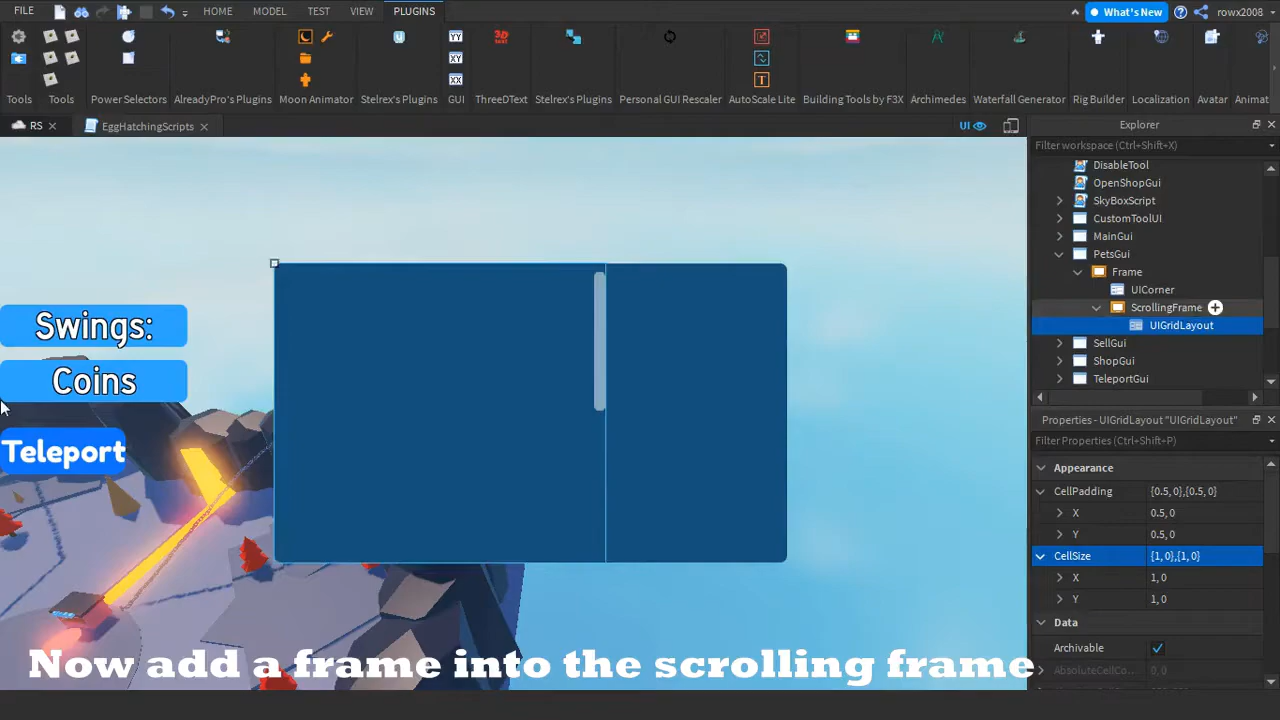 FILE HOME MODEL TEST VIEW PLUGINS What's New rowx2008
YY
XY
XX
3D
TEXT
T
Tools Tools Power Selectors AlreadyPro's Plugins Moon Animator Stelrex's Plugins GUI ThreeDText Stelrex's Plugins Personal GUI Rescaler AutoScale Lite Building Tools by F3X Archimedes Waterfall Generator Rig Builder Localization Avatar Animat
RS EggHatchingScripts UI
Swings:
Coins
Teleport
Now add a frame into the scrolling frame
Explorer
Filter workspace (Ctrl+Shift+X)
DisableTool
OpenShopGui
SkyBoxScript
CustomToolUI
MainGui
PetsGui
Frame
UICorner
ScrollingFrame
UIGridLayout
SellGui
ShopGui
TeleportGui
Properties - UIGridLayout "UIGridLayout"
Filter Properties (Ctrl+Shift+P)
Appearance
CellPadding {0.5, 0},{0.5, 0}
X 0.5, 0
Y 0.5, 0
CellSize {1, 0},{1, 0}
X 1, 0
Y 1, 0
Data
Archivable
AbsoluteCellCo... 0, 0